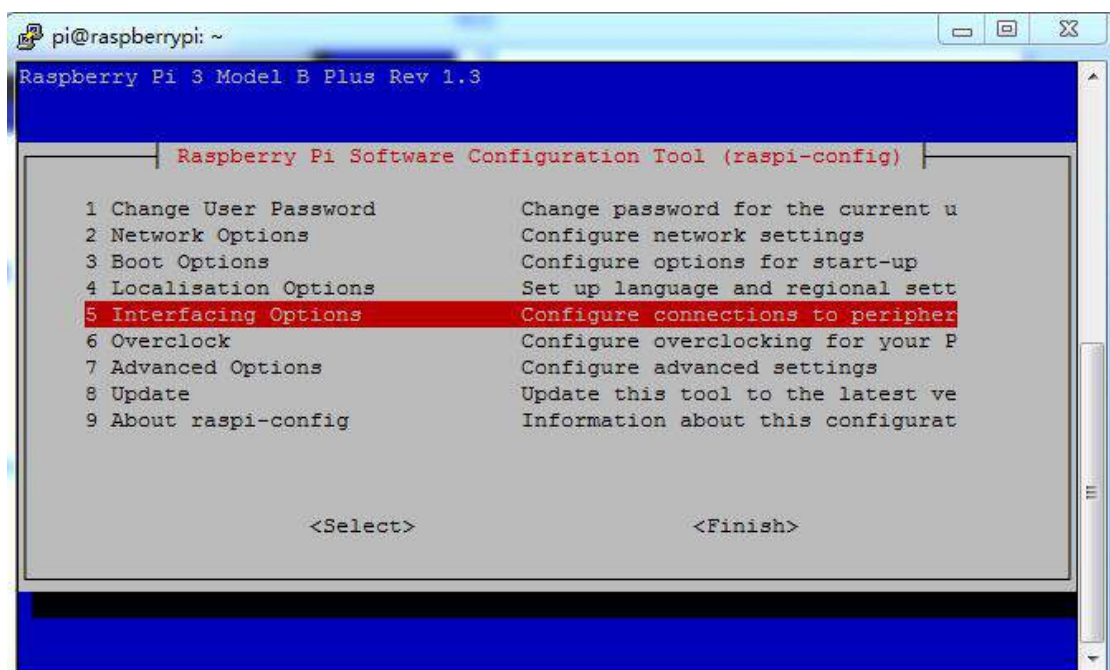 pi@raspberrypi: ~
Raspberry Pi 3 Model B Plus Rev 1.3
Raspberry Pi Software Configuration Tool (raspi-config)
1 Change User Password Change password for the current u
2 Network Options Configure network settings
3 Boot Options Configure options for start-up
4 Localisation Options Set up language and regional sett
5 Interfacing Options Configure connections to peripher
6 Overclock Configure overclocking for your P
7 Advanced Options Configure advanced settings
8 Update Update this tool to the latest ve
9 About raspi-config Information about this configurat
<Select> <Finish>